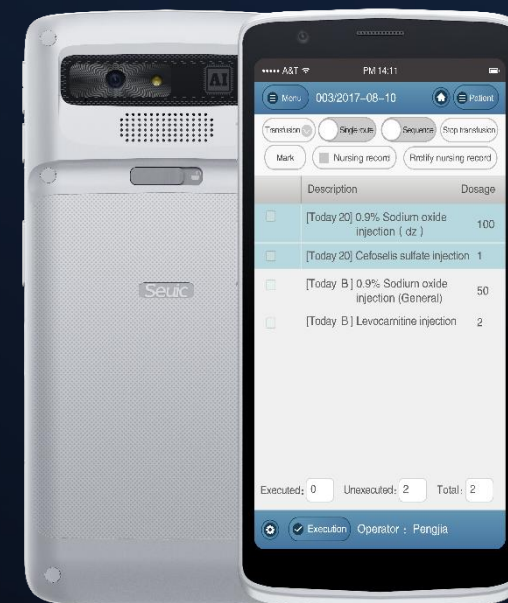 AI
Seuic
••••• A&T PM 14:11
Menu 003/2017-08-10 Patient
Transfusion Single route Sequence Stop transfusion
Mark Nursing record Rmtify nursing record
Description Dosage
[Today 20] 0.9% Sodium oxide
injection ( dz ) 100
[Today 20] Cefoselis sulfate injection 1
[Today B ] 0.9% Sodium oxide
injection (General) 50
[Today B ] Levocarnitine injection 2
Executed: 0 Unexecuted: 2 Total: 2
Execution Operator : Pengjia